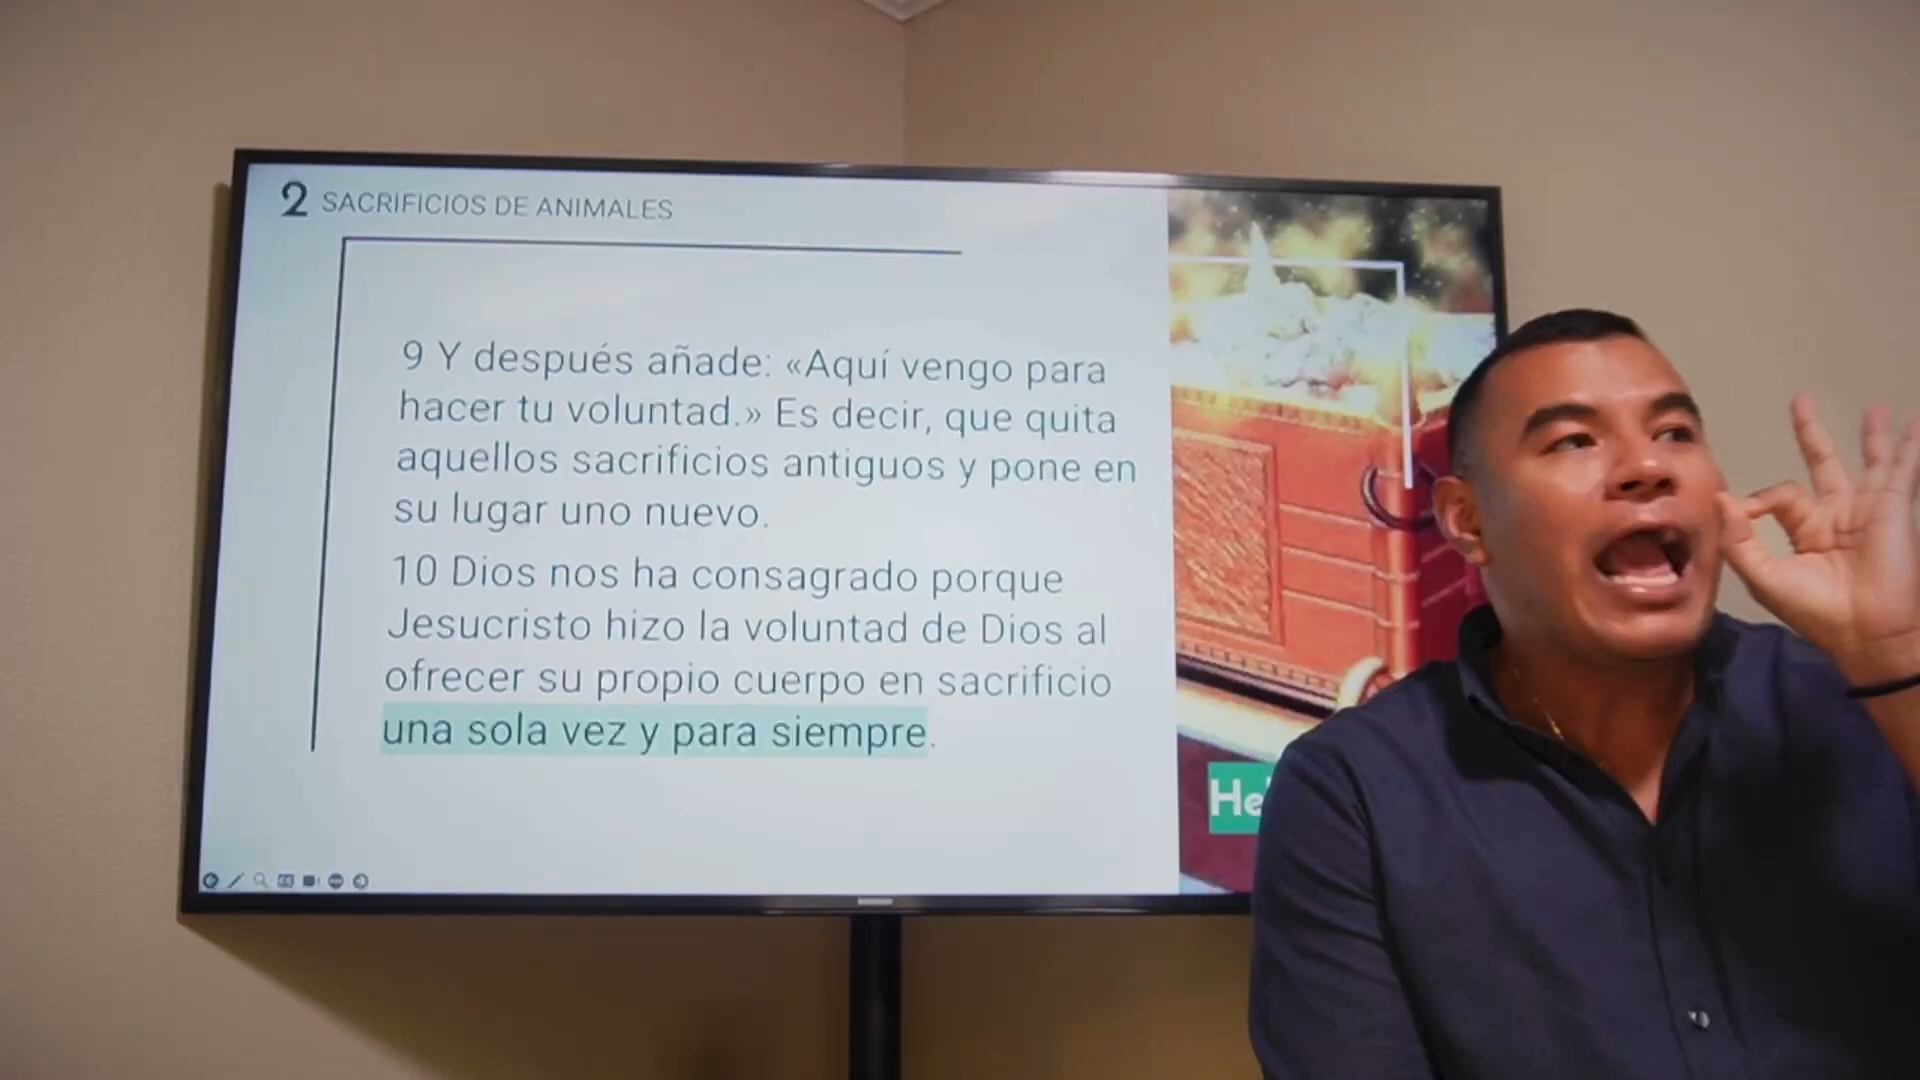 2 SACRIFICIOS DE ANIMALES
9 Y después añade: «Aquí vengo para
hacer tu voluntad.» Es decir, que quita
aquellos sacrificios antiguos y pone en
su lugar uno nuevo.
10 Dios nos ha consagrado porque
Jesucristo hizo la voluntad de Dios al
ofrecer su propio cuerpo en sacrificio
una sola vez y para siempre.